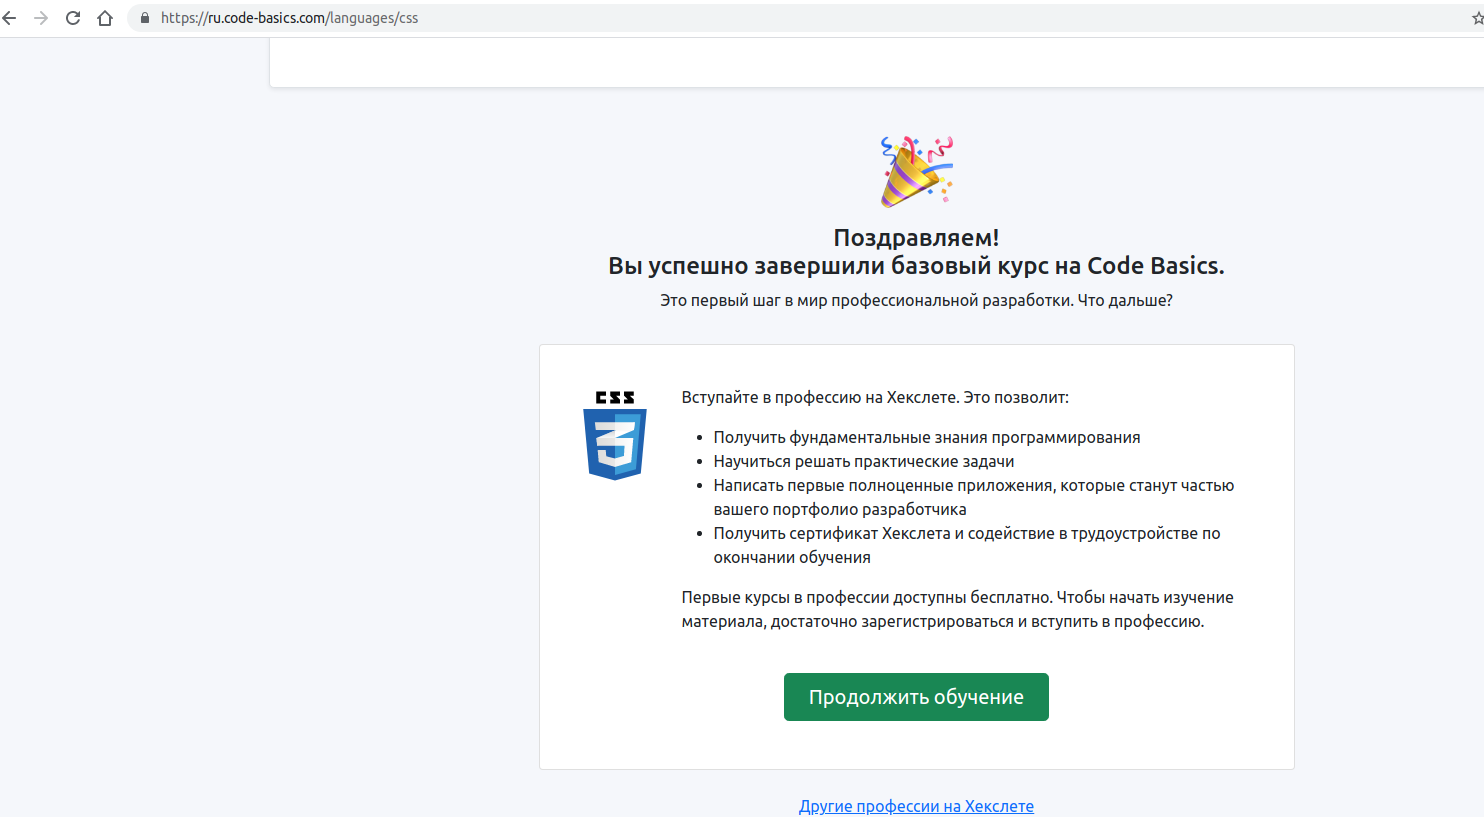 https://ru.code-basics.com/languages/css
Поздравляем!
Вы успешно завершили базовый курс на Code Basics.
Это первый шаг в мир профессиональной разработки. Что дальше?
CSS
3
Вступайте в профессию на Хекслете. Это позволит:
• Получить фундаментальные знания программирования
• Научиться решать практические задачи
• Написать первые полноценные приложения, которые станут частью
вашего портфолио разработчика
• Получить сертификат Хекслета и содействие в трудоустройстве по
окончании обучения
Первые курсы в профессии доступны бесплатно. Чтобы начать изучение
материала, достаточно зарегистрироваться и вступить в профессию.
Продолжить обучение
Другие профессии на Хекслете